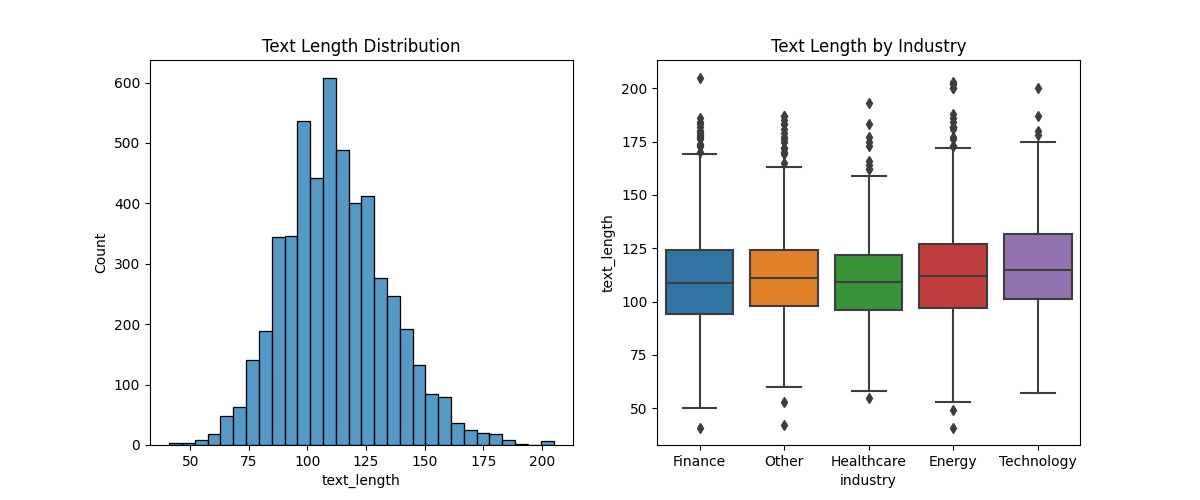 Text Length Distribution
600
500
400
300
200
100
0
Count
50
75
100
125
150
175
200
text_length
Text Length by Industry
200
175
150
125
100
75
50
text_length
Finance
Other
Healthcare
Energy
Technology
industry